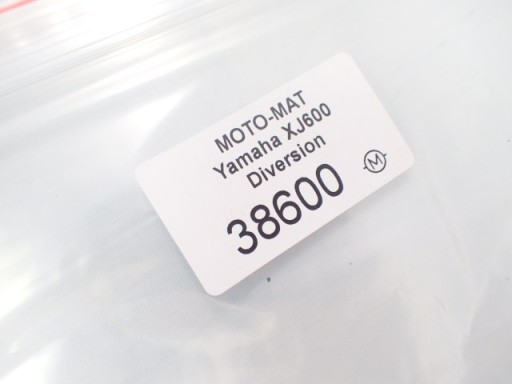 MOTO-MAT
Yamaha XJ600
Diversion
38600
M